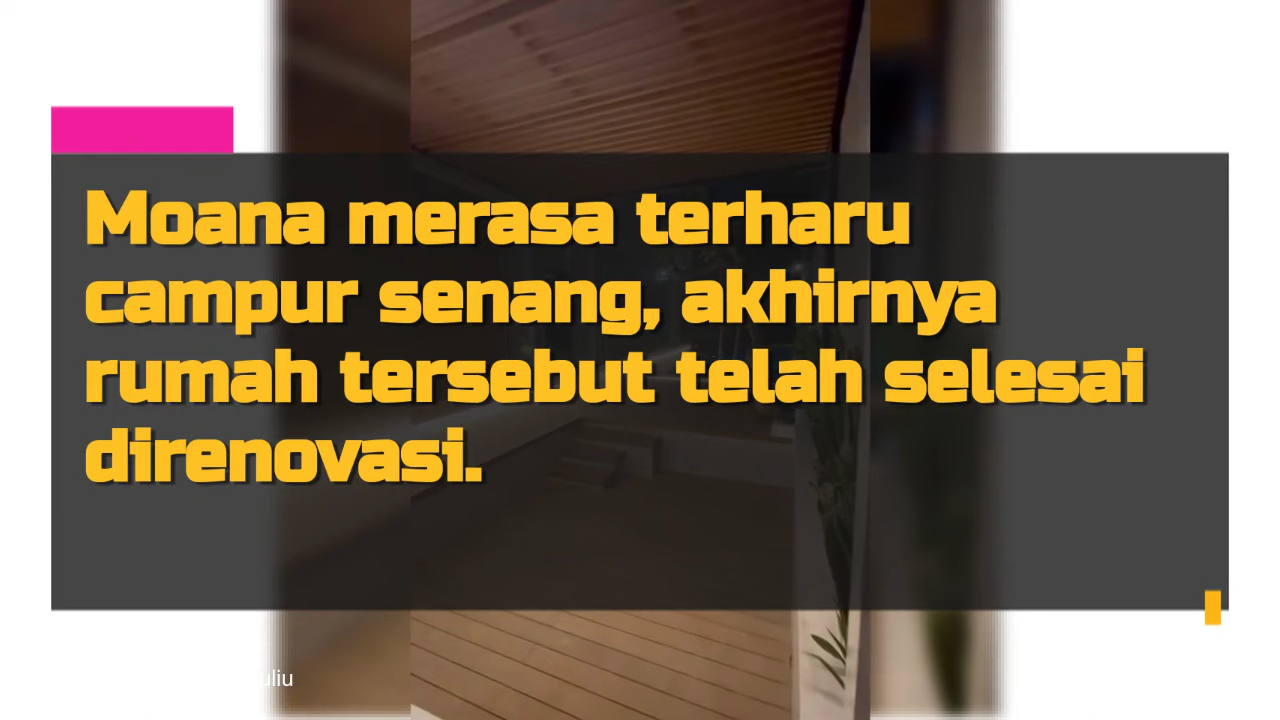 Moana merasa terharu
campur senang, akhirnya
rumah tersebut telah selesai
direnovasi.